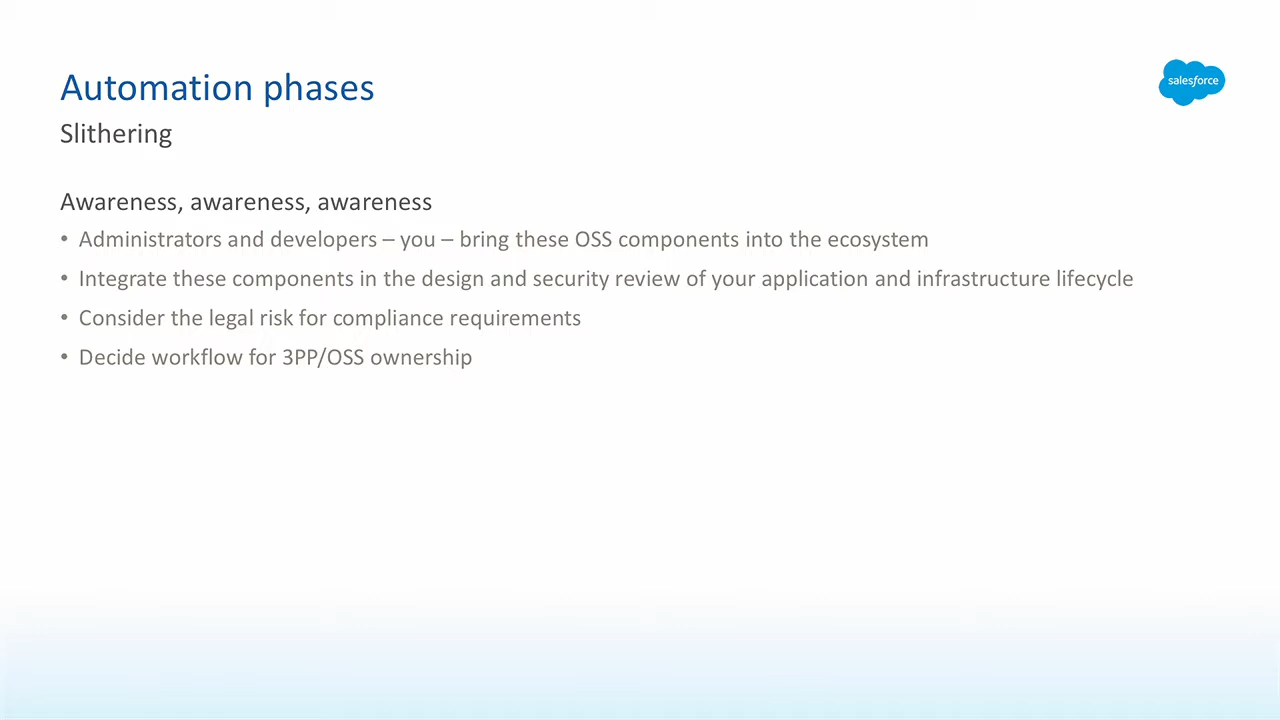 Automation phases
salesforce
Slithering
Awareness, awareness, awareness
• Administrators and developers – you – bring these OSS components into the ecosystem
• Integrate these components in the design and security review of your application and infrastructure lifecycle
• Consider the legal risk for compliance requirements
• Decide workflow for 3PP/OSS ownership